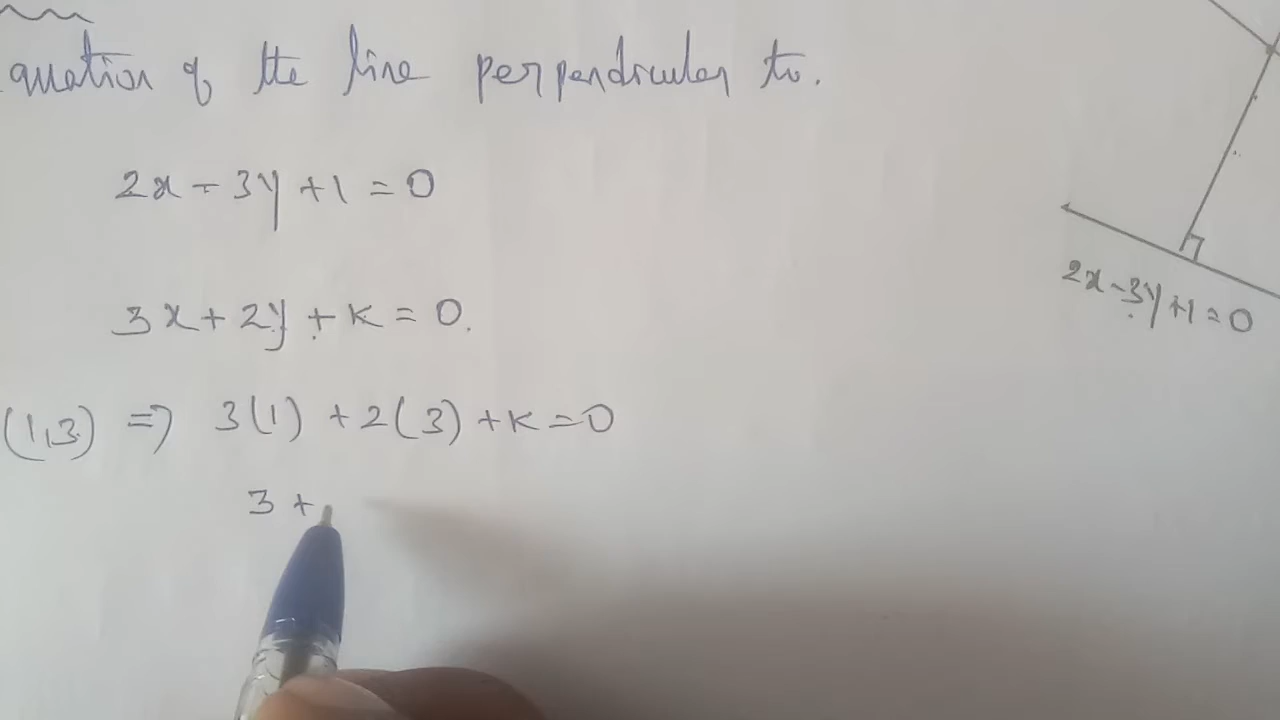 quation of the line perpendicular to.
2x - 3y + 1 = 0
3x + 2y + k = 0.
(1,3) => 3(1) + 2(3) + k = 0
3 +
2x - 3y + 1 = 0